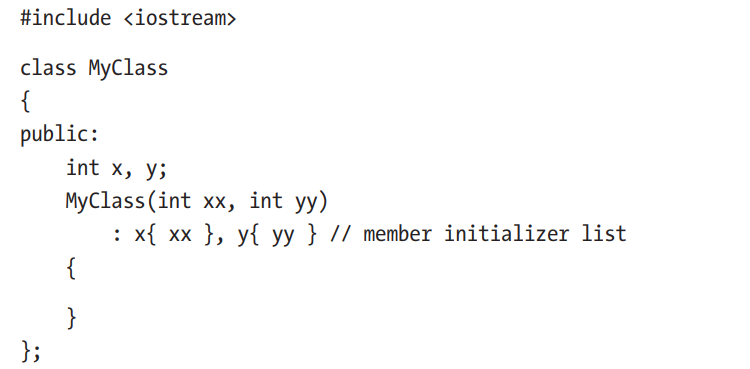 #include <iostream>
class MyClass
{
public:
    int x, y;
    MyClass(int xx, int yy)
        : x{ xx }, y{ yy } // member initializer list
    {
    }
};